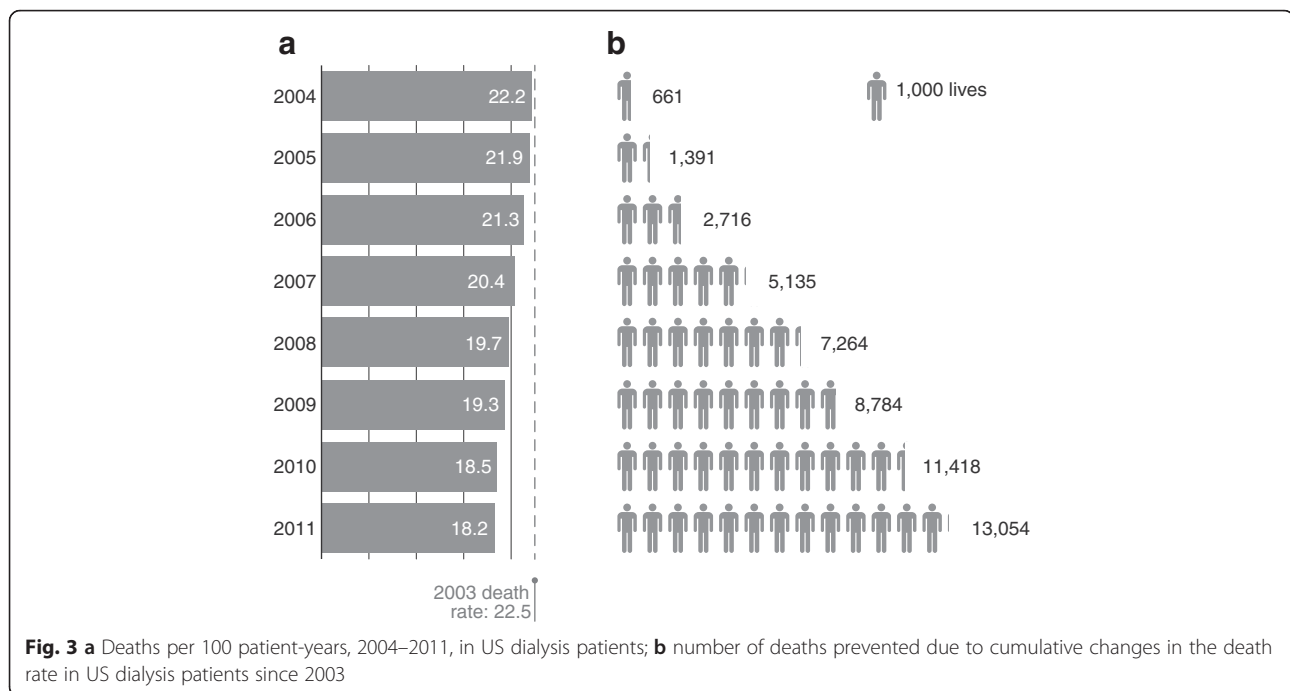 a
b
2004 22.2 661
1,000 lives
2005 21.9 1,391
2006 21.3 2,716
2007 20.4 5,135
2008 19.7 7,264
2009 19.3 8,784
2010 18.5 11,418
2011 18.2 13,054
2003 death
rate: 22.5
Fig. 3 a Deaths per 100 patient-years, 2004–2011, in US dialysis patients; b number of deaths prevented due to cumulative changes in the death
rate in US dialysis patients since 2003